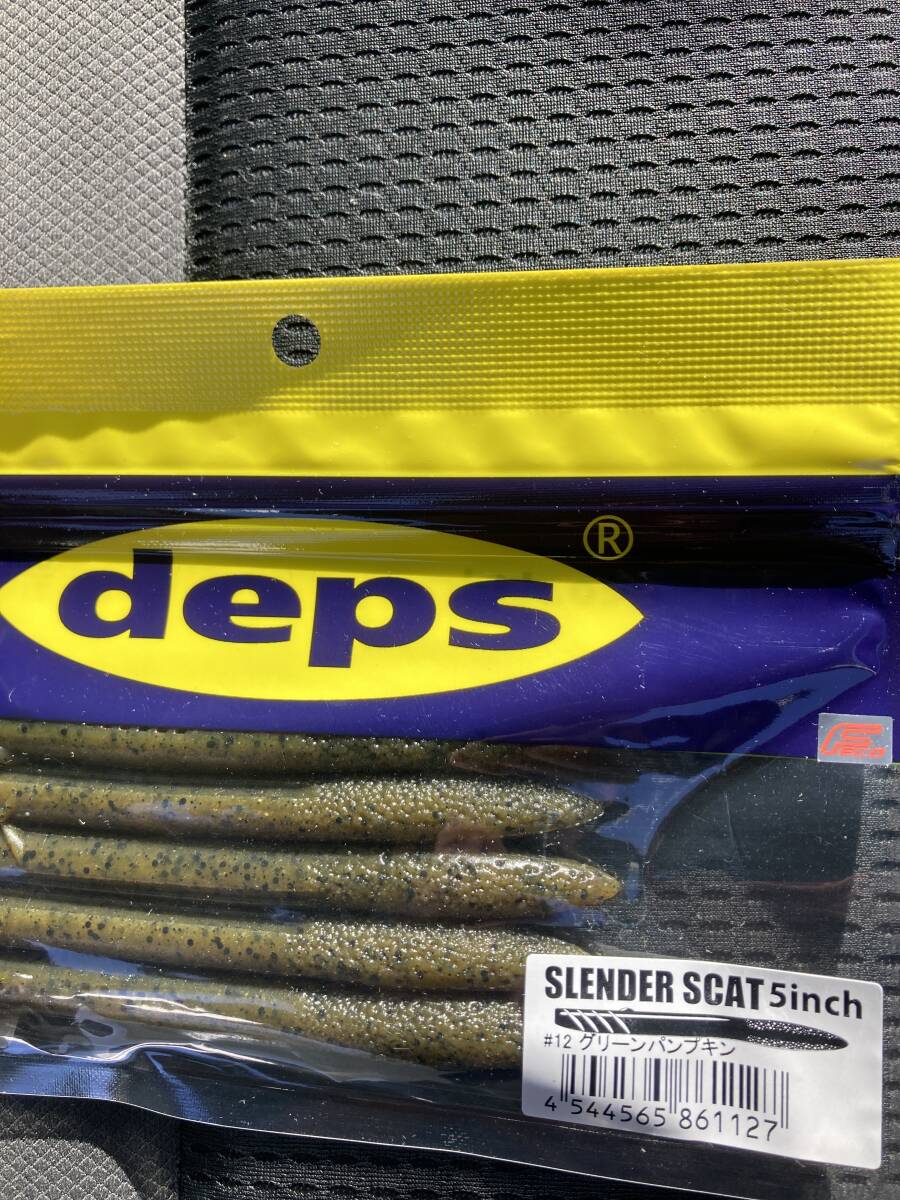 deps®
SLENDER SCAT 5inch
#12 グリーンパンプキン
4 544565 861127